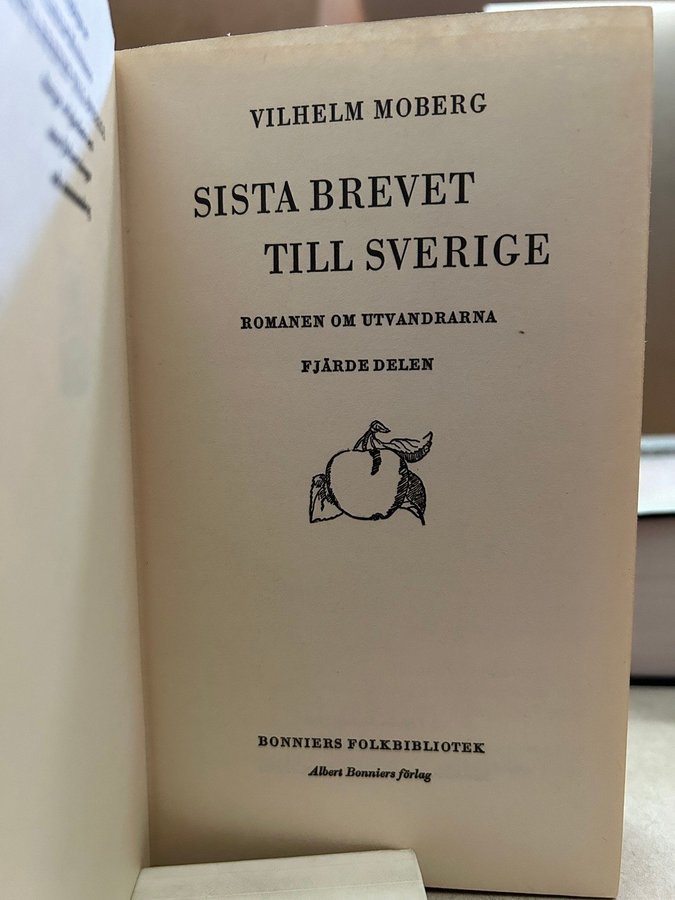 VILHELM MOBERG
SISTA BREVET
TILL SVERIGE
ROMANEN OM UTVANDRARNA
FJÄRDE DELEN
BONNIERS FOLKBIBLIOTEK
Albert Bonniers förlag